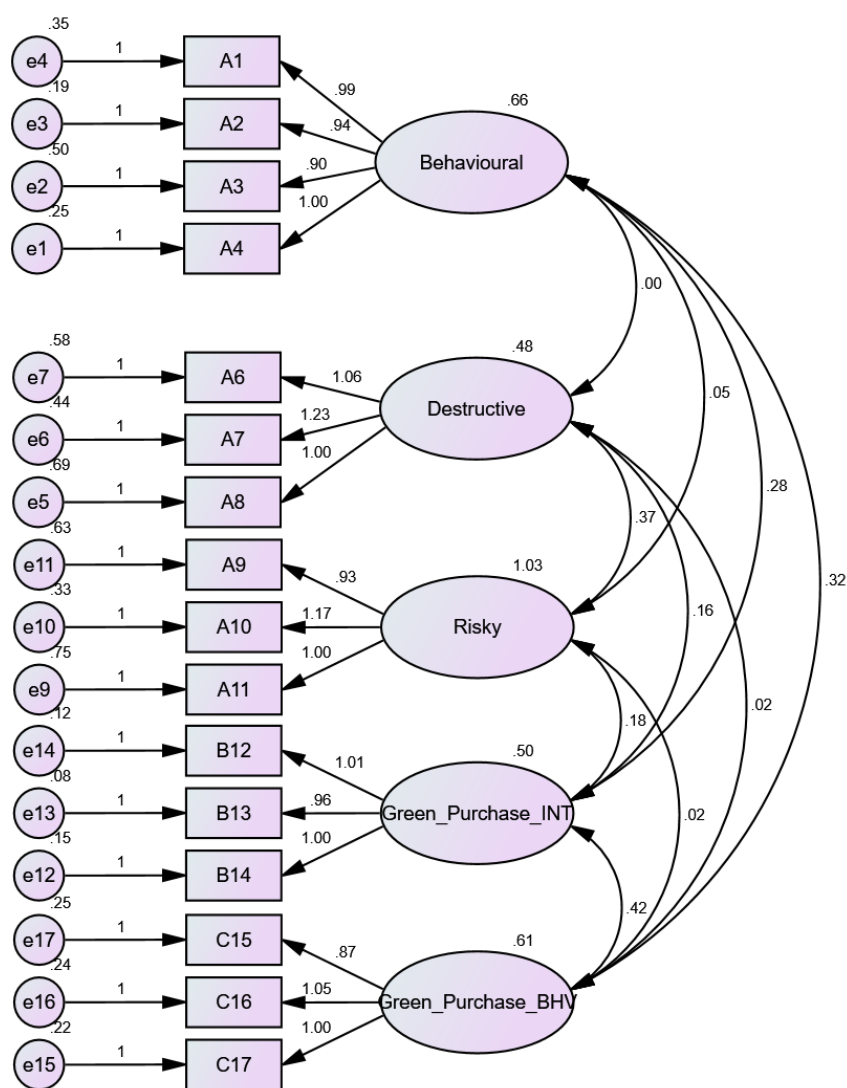 .35
e4 1 A1
.99
.19
e3 1 A2
.94
.66
Behavioural
.50
e2 1 A3
.90
.25
e1 1 A4
1.00
.00
.58
e7 1 A6
1.06
.48
Destructive
.05
.44
e6 1 A7
1.23
.69
e5 1 A8
1.00
.28
.37
.63
e11 1 A9
.93
1.03
Risky
.32
.33
e10 1 A10
1.17
.16
.75
e9 1 A11
1.00
.02
.18
.12
e14 1 B12
1.01
.50
Green_Purchase_INT
.08
e13 1 B13
.96
.02
.15
e12 1 B14
1.00
.42
.25
e17 1 C15
.87
.61
Green_Purchase_BHV
.24
e16 1 C16
1.05
.22
e15 1 C17
1.00